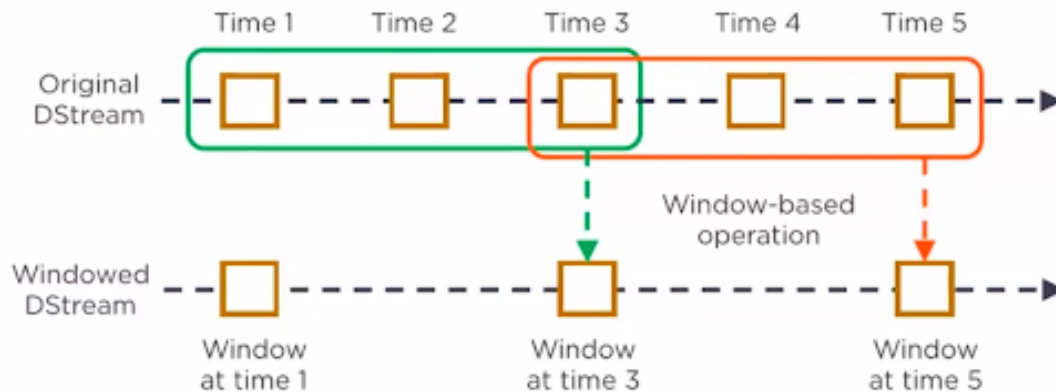 Time 1
Time 2
Time 3
Time 4
Time 5
Original
DStream
Window-based
operation
Windowed
DStream
Window
at time 1
Window
at time 3
Window
at time 5